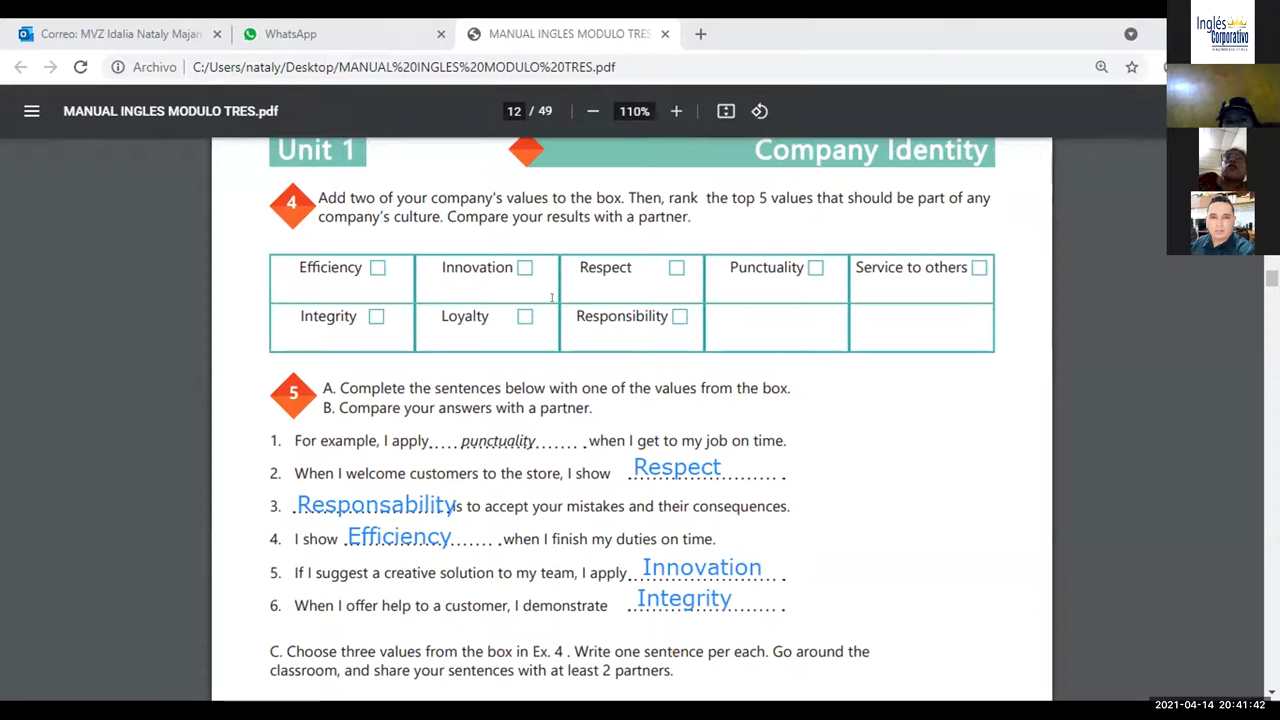 Correo: MVZ Idalia Nataly Majar
WhatsApp
MANUAL INGLES MODULO TRES
Inglés
Corporativo
Archivo C:/Users/nataly/Desktop/MANUAL%20INGLES%20MODULO%20TRES.pdf
MANUAL INGLES MODULO TRES.pdf
12 / 49
110%
Unit 1
Company Identity
4 Add two of your company's values to the box. Then, rank the top 5 values that should be part of any
company's culture. Compare your results with a partner.
Efficiency Innovation Respect Punctuality Service to others
Integrity Loyalty Responsibility
5 A. Complete the sentences below with one of the values from the box.
B. Compare your answers with a partner.
1. For example, I apply.... punctuality ....... . when I get to my job on time.
2. When I welcome customers to the store, I show Respect .
3. Responsability is to accept your mistakes and their consequences.
4. I show Efficiency ....... . when I finish my duties on time.
5. If I suggest a creative solution to my team, I apply Innovation .
6. When I offer help to a customer, I demonstrate Integrity .
C. Choose three values from the box in Ex. 4 . Write one sentence per each. Go around the
classroom, and share your sentences with at least 2 partners.
2021-04-14 20:41:42